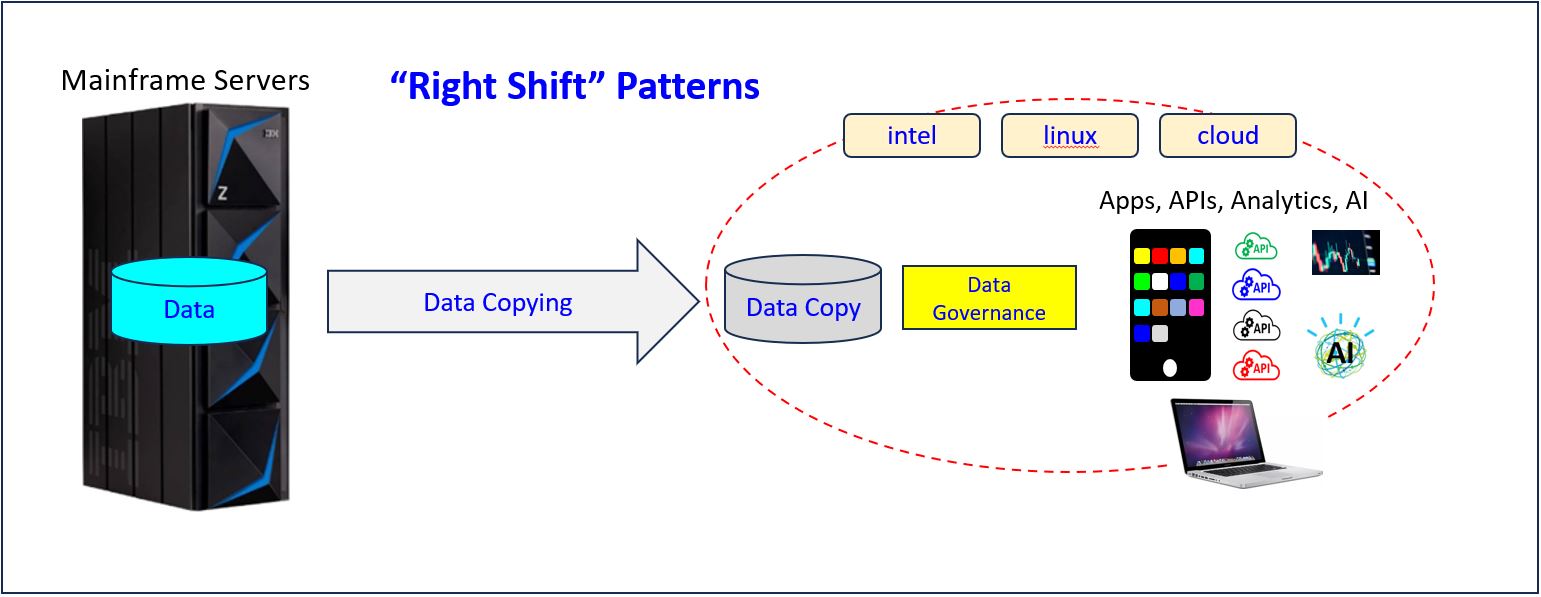 Mainframe Servers
“Right Shift” Patterns
intel
linux
cloud
Apps, APIs, Analytics, AI
Z
Data
Data Copying
Data Copy
Data
Governance
API
API
API
API
AI